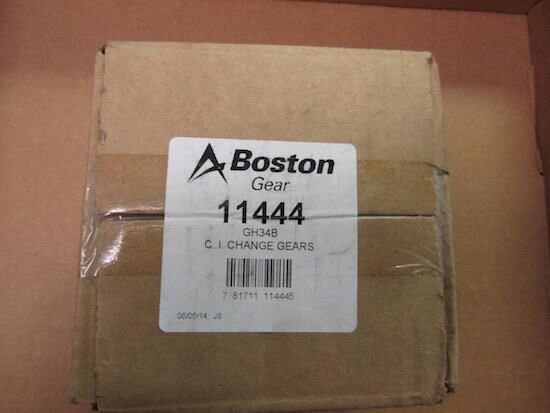 Boston
Gear
11444
GH34B
C. I. CHANGE GEARS
7 81711 114445
06/05/14 JS